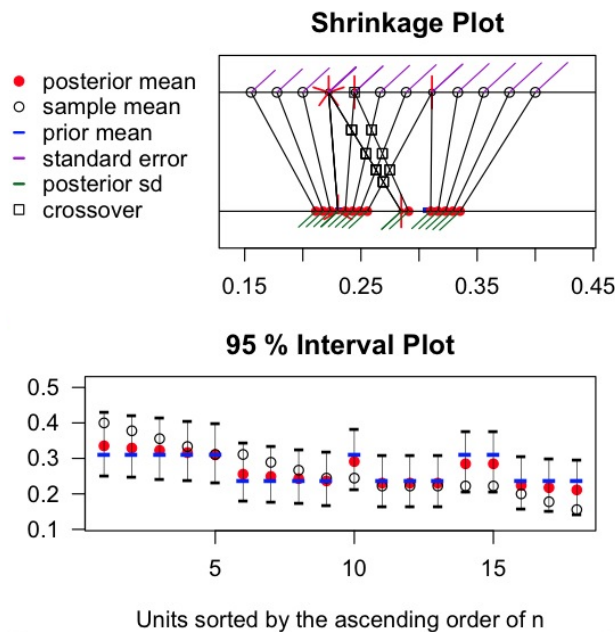 Shrinkage Plot
posterior mean
sample mean
prior mean
standard error
posterior sd
crossover
0.15 0.25 0.35 0.45
95 % Interval Plot
0.5
0.4
0.3
0.2
0.1
5 10 15
Units sorted by the ascending order of n